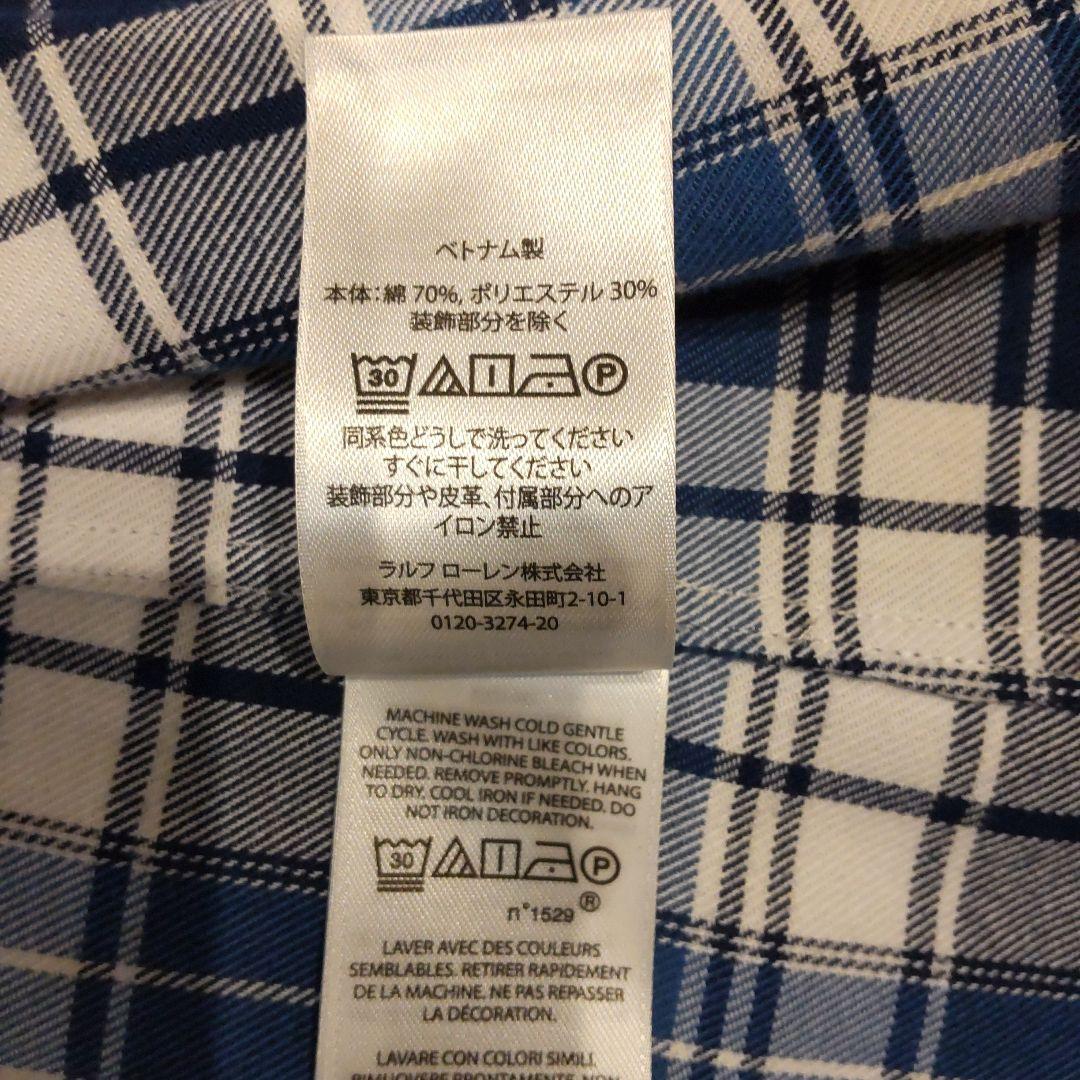 ベトナム製
本体：綿 70%, ポリエステル 30%
装飾部分を除く
30 P
同系色どうしで洗ってください
すぐに干してください
装飾部分や皮革、付属部分へのア
イロン禁止
ラルフ ローレン株式会社
東京都千代田区永田町2-10-1
0120-3274-20
MACHINE WASH COLD GENTLE
CYCLE. WASH WITH LIKE COLORS.
ONLY NON-CHLORINE BLEACH WHEN
NEEDED. REMOVE PROMPTLY. HANG
TO DRY. COOL IRON IF NEEDED. DO
NOT IRON DECORATION.
30 P
n°1529®
LAVER AVEC DES COULEURS
SEMBLABLES. RETIRER RAPIDEMENT
DE LA MACHINE. NE PAS REPASSER
LA DÉCORATION.
LAVARE CON COLORI SIMILI.
RIMUOVERE PRONTAMENTE. NON